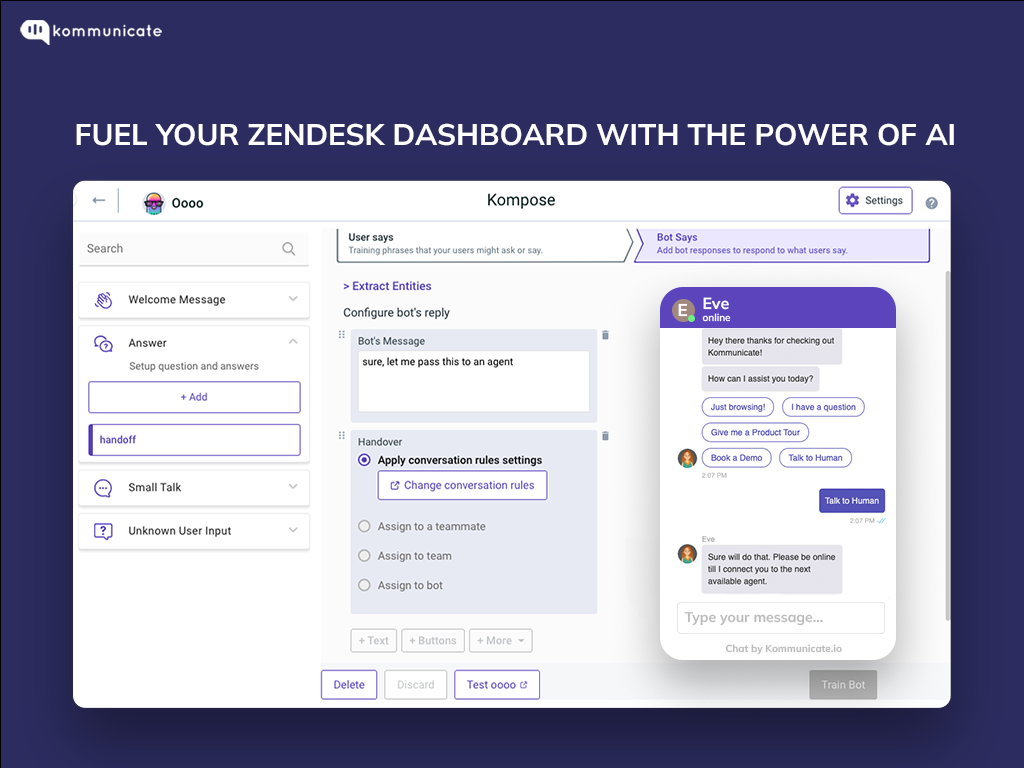 kommunicate
FUEL YOUR ZENDESK DASHBOARD WITH THE POWER OF AI
Oooo
Kompose
Settings
?
Search
Welcome Message
Answer
Setup question and answers
+ Add
handoff
Small Talk
Unknown User Input
User says
Training phrases that your users might ask or say.
Bot Says
Add bot responses to respond to what users say.
> Extract Entities
Configure bot's reply
Bot's Message
sure, let me pass this to an agent
Handover
Apply conversation rules settings
Change conversation rules
Assign to a teammate
Assign to team
Assign to bot
+ Text
+ Buttons
+ More
Delete
Discard
Test oooo
Train Bot
E
Eve
online
Hey there thanks for checking out
Kommunicate!
How can I assist you today?
Just browsing!
I have a question
Give me a Product Tour
Book a Demo
Talk to Human
2:07 PM
Talk to Human
2:07 PM
Eve
Sure will do that. Please be online
till I connect you to the next
available agent.
Type your message...
Chat by Kommunicate.io